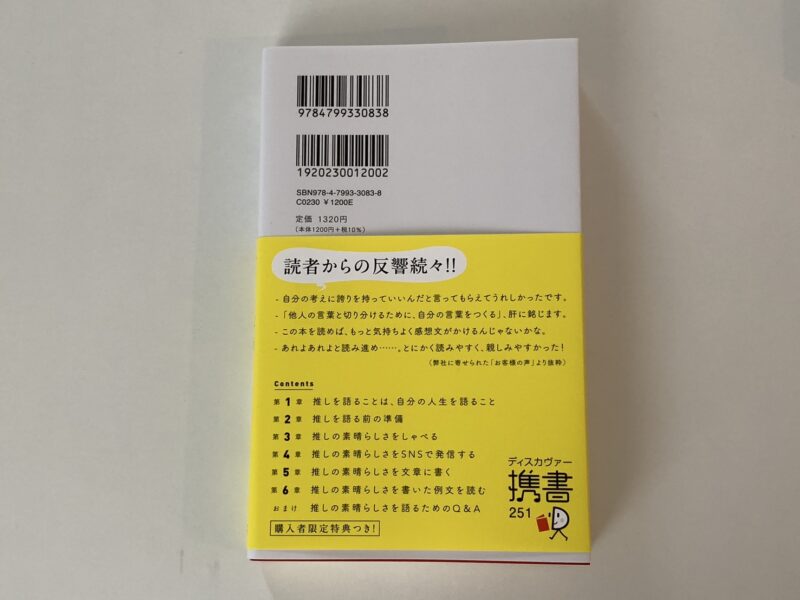 9784799330838
1920230012002
SBN978-4-7993-3083-8
C0230 ¥1200E
定価 1320円
(本体1200円+税10%)
読者からの反響続々!!
- 自分の考えに誇りを持っていいんだと言ってもらえてうれしかったです。
- 「他人の言葉と切り分けるために、自分の言葉をつくる」、肝に銘じます。
- この本を読めば、もっと気持ちよく感想文がかけるんじゃないかな。
- あれよあれよと読み進め……。とにかく読みやすく、親しみやすかった!
(弊社に寄せられた「お客様の声」より抜粋)
Contents
第1章 推しを語ることは、自分の人生を語ること
第2章 推しを語る前の準備
第3章 推しの素晴らしさをしゃべる
第4章 推しの素晴らしさをSNSで発信する
第5章 推しの素晴らしさを文章に書く
第6章 推しの素晴らしさを書いた例文を読む
おまけ 推しの素晴らしさを語るためのQ&A
購入者限定特典つき!
ディスカヴァー
携書
251